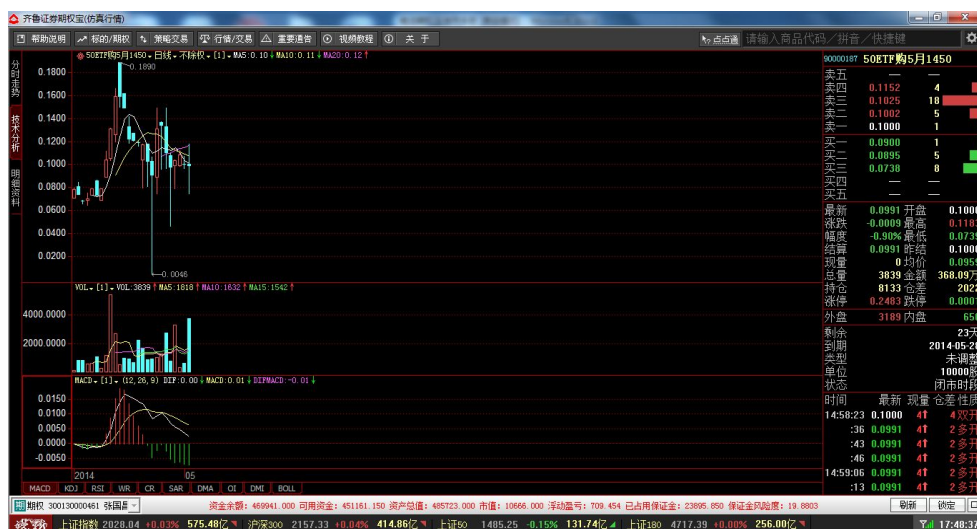 齐鲁证券期权宝(仿真行情)
帮助说明 标的/期权 策略交易 行情/交易 重要通告 视频教程 关 于 点点通 请输入商品代码/拼音/快捷键
分时走势
技术分析
明细资料
50ETF购5月1450 日线 不除权 [1] MA5:0.10↓ MA10:0.11↓ MA20:0.12↑
0.1890
0.1800
0.1600
0.1400
0.1200
0.1000
0.0800
0.0600
0.0400
0.0200
0.0046
VOL [1] VOL:3839↑ MA5:1818↑ MA10:1632↑ MA15:1542↑
4000.0000
2000.0000
MACD [1] (12,26,9) DIF:0.00↓ MACD:0.01↓ DIFMACD:-0.01↓
0.0150
0.0100
0.0050
0.0000
-0.0050
2014 05
MACD KDJ RSI WR CR SAR DMA OI DMI BOLL
90000187 50ETF购5月1450
卖五 — —
卖四 0.1152 4
卖三 0.1025 18
卖二 0.1002 5
卖一 0.1000 1
买一 0.0900 1
买二 0.0895 5
买三 0.0738 8
买四 — —
买五 — —
最新 0.0991 开盘 0.1000
涨跌 -0.0009 最高 0.118
幅度 -0.90% 最低 0.0739
结算 0.0991 昨结 0.1000
现量 0 均价 0.0959
总量 3839 金额 368.09万
持仓 8133 仓差 2022
涨停 0.2483 跌停 0.0001
外盘 3189 内盘 650
剩余 23天
到期 2014-05-28
类型 未调整
单位 10000股
状态 闭市时段
时间 最新 现量 仓差 性质
14:58:23 0.1000 4↑ 4 双开
:36 0.0991 4↑ 2 多开
:43 0.0991 4↑ 2 多开
:46 0.0991 4↑ 2 多开
14:59:06 0.0991 4↑ 2 多开
:13 0.0991 4↑ 2 多开
期 期权 300130000461 张国 资金余额: 469941.000 可用资金: 451161.150 资产总值: 485723.000 市值: 10666.000 浮动盈亏: 709.454 已占用保证金: 23895.850 保证金风险度: 19.8803 刷新 锁定
上证指数 2028.04 +0.03% 575.48亿 沪深300 2157.33 +0.04% 414.86亿 上证50 1485.25 -0.15% 131.74亿 上证180 4717.39 +0.00% 256.00亿 17:40